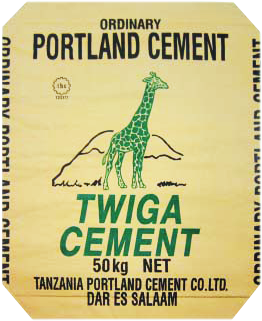 ORDINARY
PORTLAND CEMENT
tbs
TWIGA
CEMENT
50kg NET
TANZANIA PORTLAND CEMENT CO.LTD.
DAR ES SALAAM
ORDINARY PORTLAND CEMENT
ORDINARY PORTLAND CEMENT